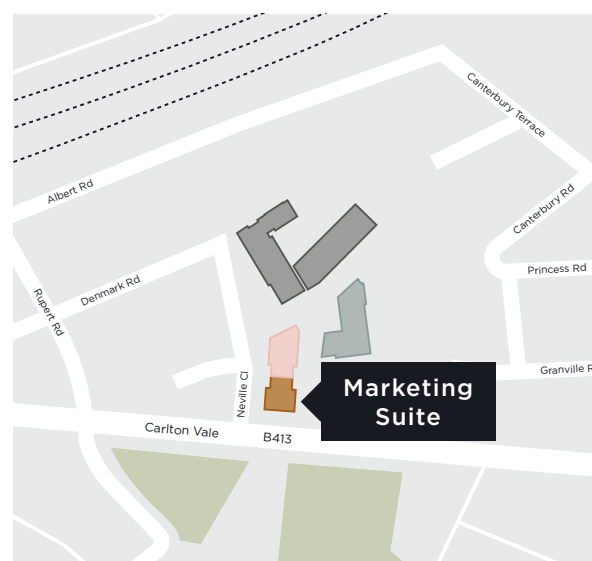 Canterbury Terrace
Albert Rd
Canterbury Rd
Princess Rd
Denmark Rd
Rupert Rd
Granville R
Neville Cl
Marketing
Suite
Carlton Vale
B413